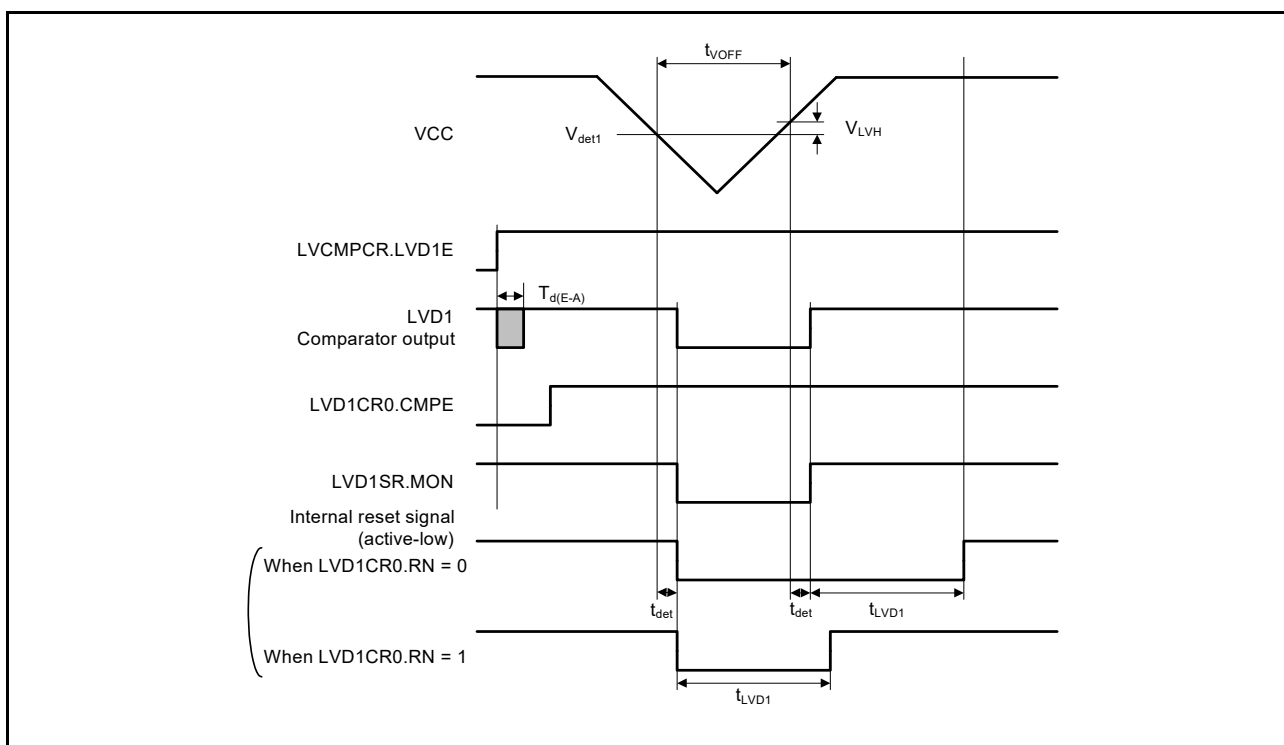 tVOFF
VCC
Vdet1
VLVH
LVCMPCR.LVD1E
Td(E-A)
LVD1
Comparator output
LVD1CR0.CMPE
LVD1SR.MON
Internal reset signal
(active-low)
When LVD1CR0.RN = 0
tdet
tdet
tLVD1
When LVD1CR0.RN = 1
tLVD1